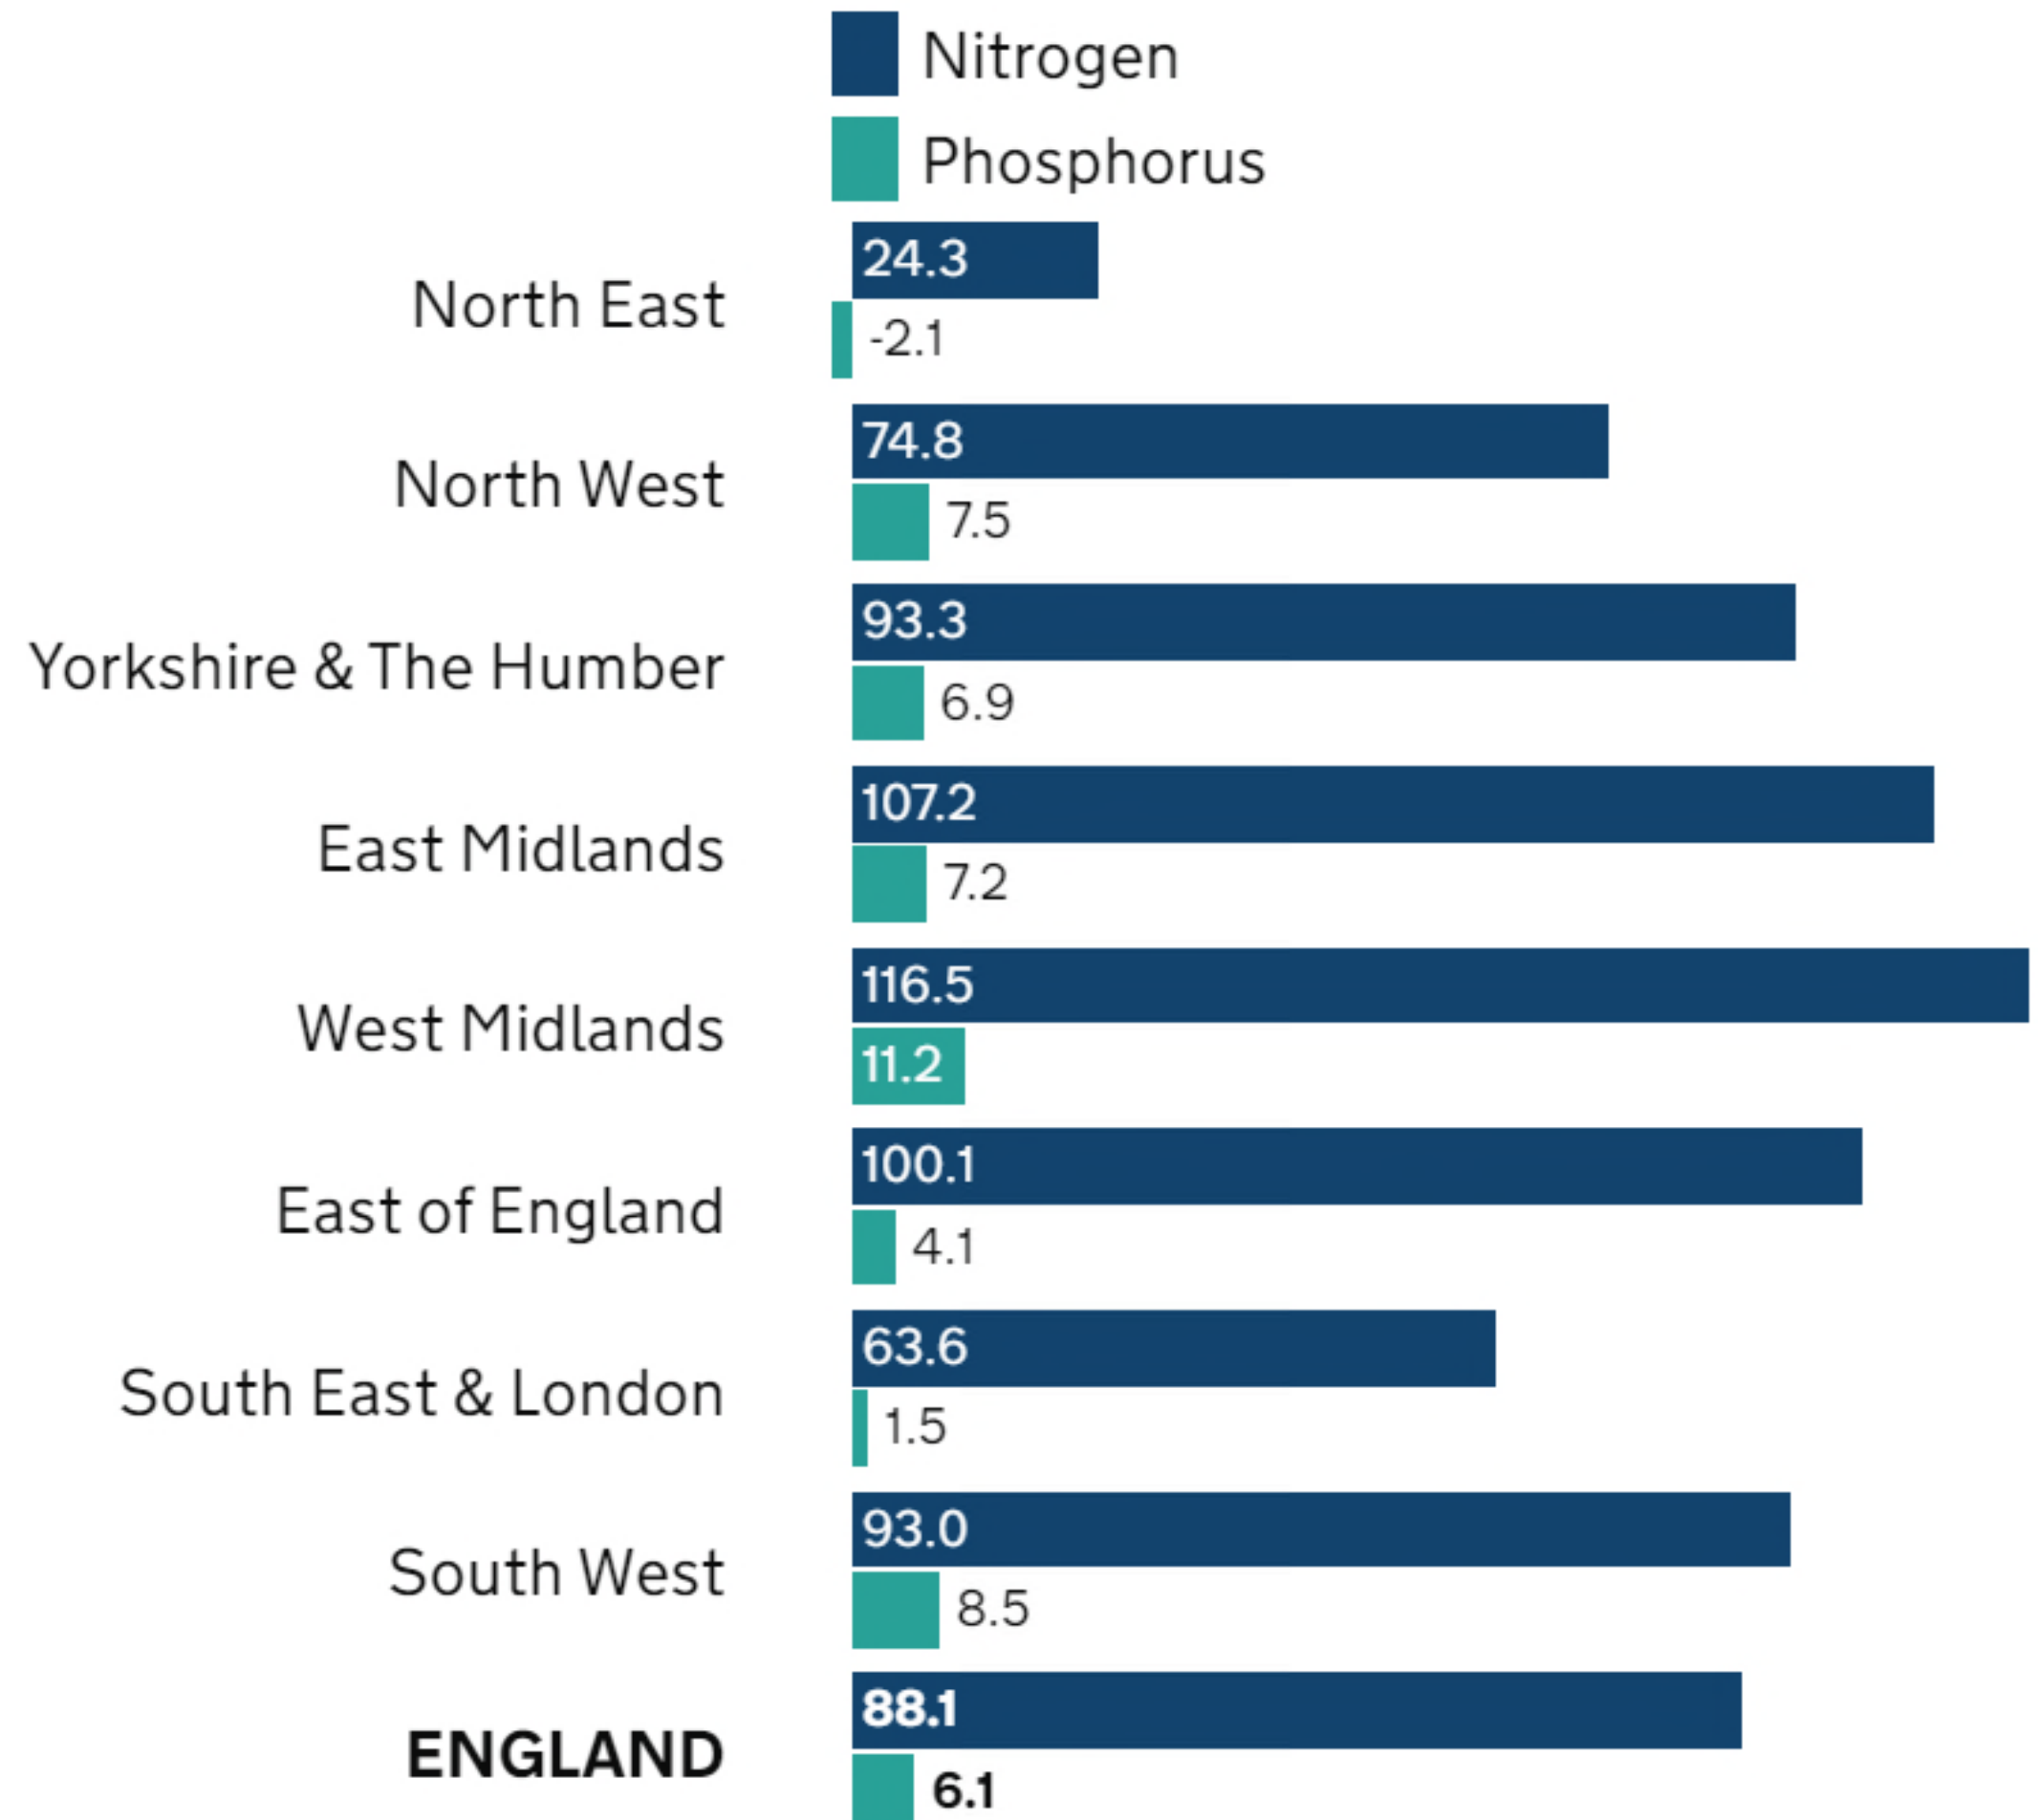 Nitrogen
Phosphorus
North East
24.3
-2.1
North West
74.8
7.5
Yorkshire & The Humber
93.3
6.9
East Midlands
107.2
7.2
West Midlands
116.5
11.2
East of England
100.1
4.1
South East & London
63.6
1.5
South West
93.0
8.5
ENGLAND
88.1
6.1